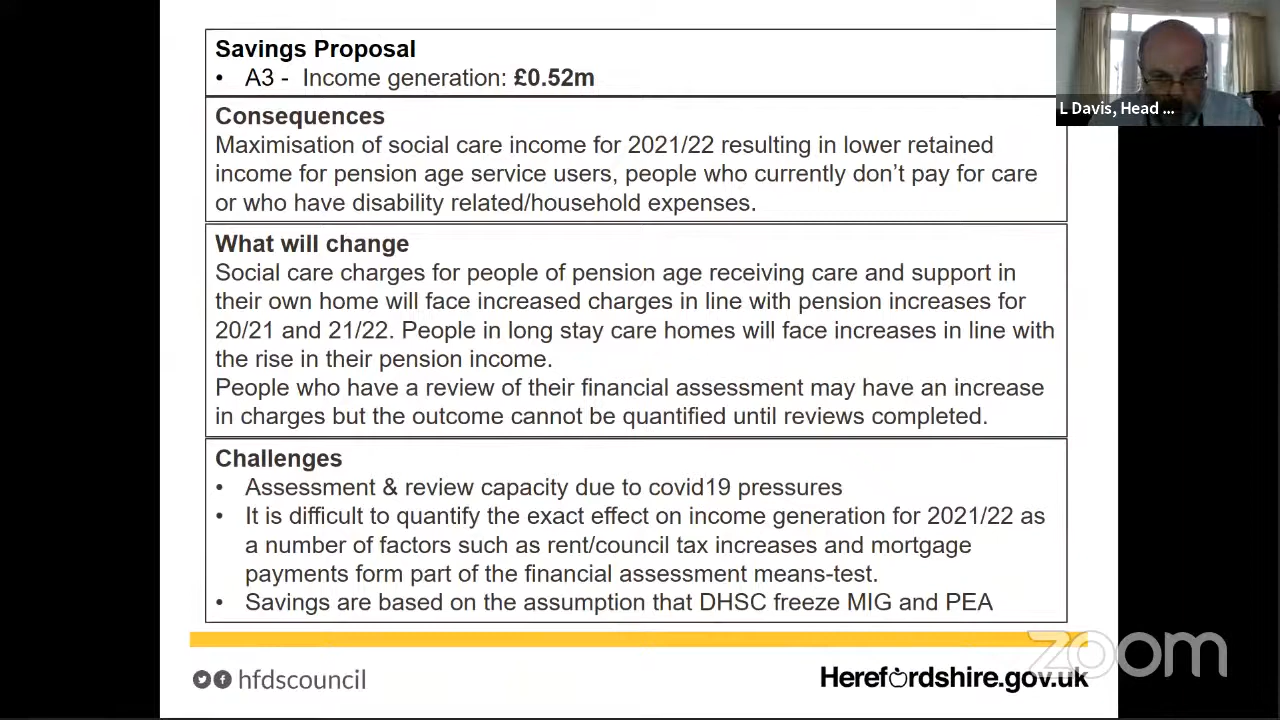 Savings Proposal
• A3 - Income generation: £0.52m
Consequences
Maximisation of social care income for 2021/22 resulting in lower retained
income for pension age service users, people who currently don’t pay for care
or who have disability related/household expenses.
What will change
Social care charges for people of pension age receiving care and support in
their own home will face increased charges in line with pension increases for
20/21 and 21/22. People in long stay care homes will face increases in line with
the rise in their pension income.
People who have a review of their financial assessment may have an increase
in charges but the outcome cannot be quantified until reviews completed.
Challenges
• Assessment & review capacity due to covid19 pressures
• It is difficult to quantify the exact effect on income generation for 2021/22 as
a number of factors such as rent/council tax increases and mortgage
payments form part of the financial assessment means-test.
• Savings are based on the assumption that DHSC freeze MIG and PEA
L Davis, Head ...
hfdscouncil
Herefordshire.gov.uk
zoom